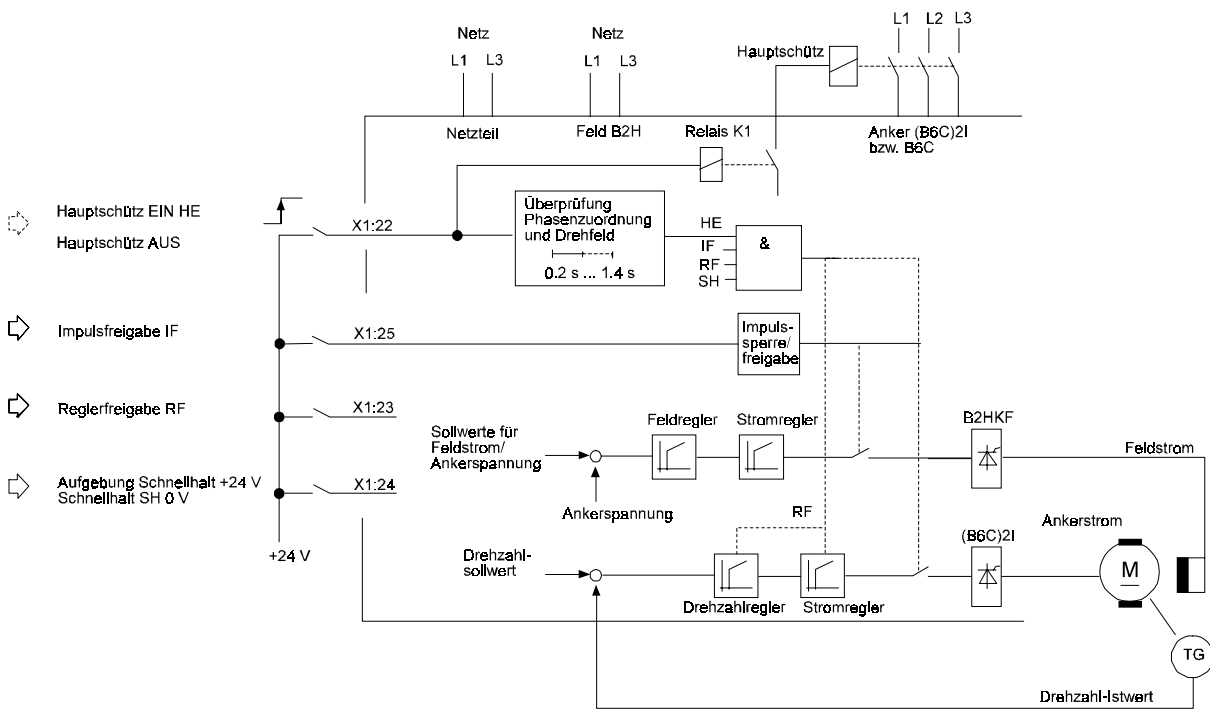 Netz
L1 L3
Netz
L1 L3
Hauptschütz
L1 L2 L3
Netzteil
Feld B2H
Relais K1
Anker (B6C)2I
bzw. B6C
Hauptschütz EIN HE
Hauptschütz AUS
X1:22
Überprüfung
Phasenzuordnung
und Drehfeld
0.2 s ... 1.4 s
HE
IF
RF
SH
&
Impulsfreigabe IF
X1:25
Impuls-
sperre/
freigabe
Reglerfreigabe RF
X1:23
Aufgebung Schnellhalt +24 V
Schnellhalt SH 0 V
X1:24
+24 V
Sollwerte für
Feldstrom/
Ankerspannung
Feldregler
Stromregler
B2HKF
Feldstrom
Ankerspannung
RF
Drehzahl-
sollwert
Drehzahlregler
Stromregler
(B6C)2I
Ankerstrom
M
TG
Drehzahl-Istwert